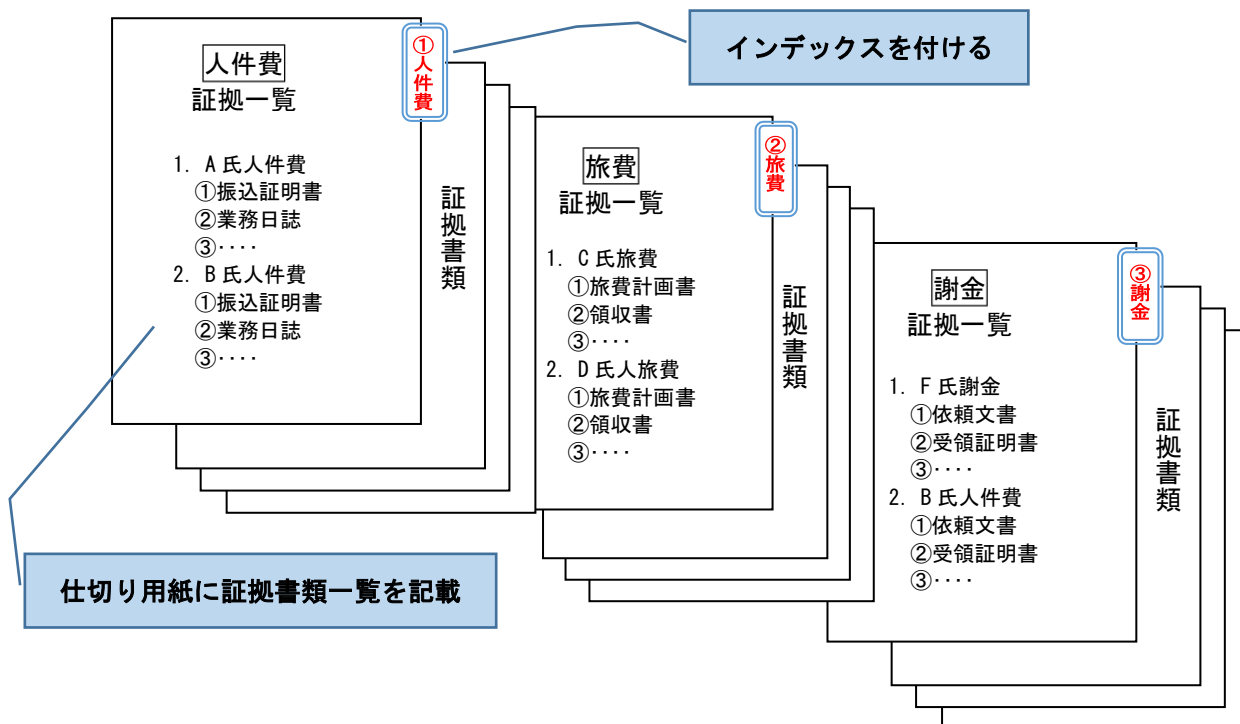 インデックスを付ける
①人件費
人件費
証拠一覧
1. A氏人件費
①振込証明書
②業務日誌
③‥‥
2. B氏人件費
①振込証明書
②業務日誌
③‥‥
証拠書類
②旅費
旅費
証拠一覧
1. C氏旅費
①旅費計画書
②領収書
③‥‥
2. D氏人旅費
①旅費計画書
②領収書
③‥‥
証拠書類
③謝金
謝金
証拠一覧
1. F氏謝金
①依頼文書
②受領証明書
③‥‥
2. B氏人件費
①依頼文書
②受領証明書
③‥‥
証拠書類
仕切り用紙に証拠書類一覧を記載